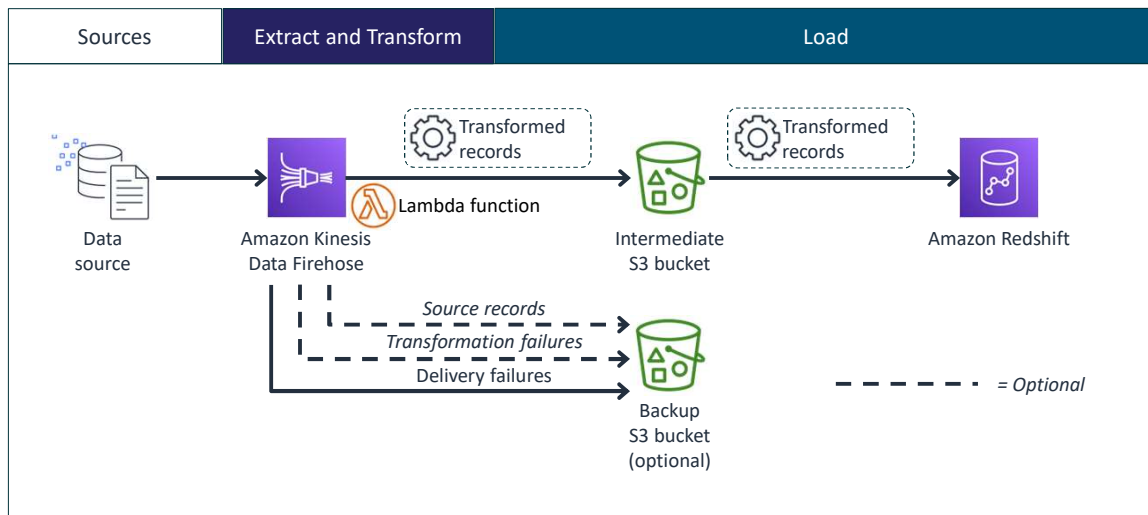 Sources
Extract and Transform
Load
Transformed
records
Transformed
records
Lambda function
Data
source
Amazon Kinesis
Data Firehose
Intermediate
S3 bucket
Amazon Redshift
Source records
Transformation failures
Delivery failures
= Optional
Backup
S3 bucket
(optional)